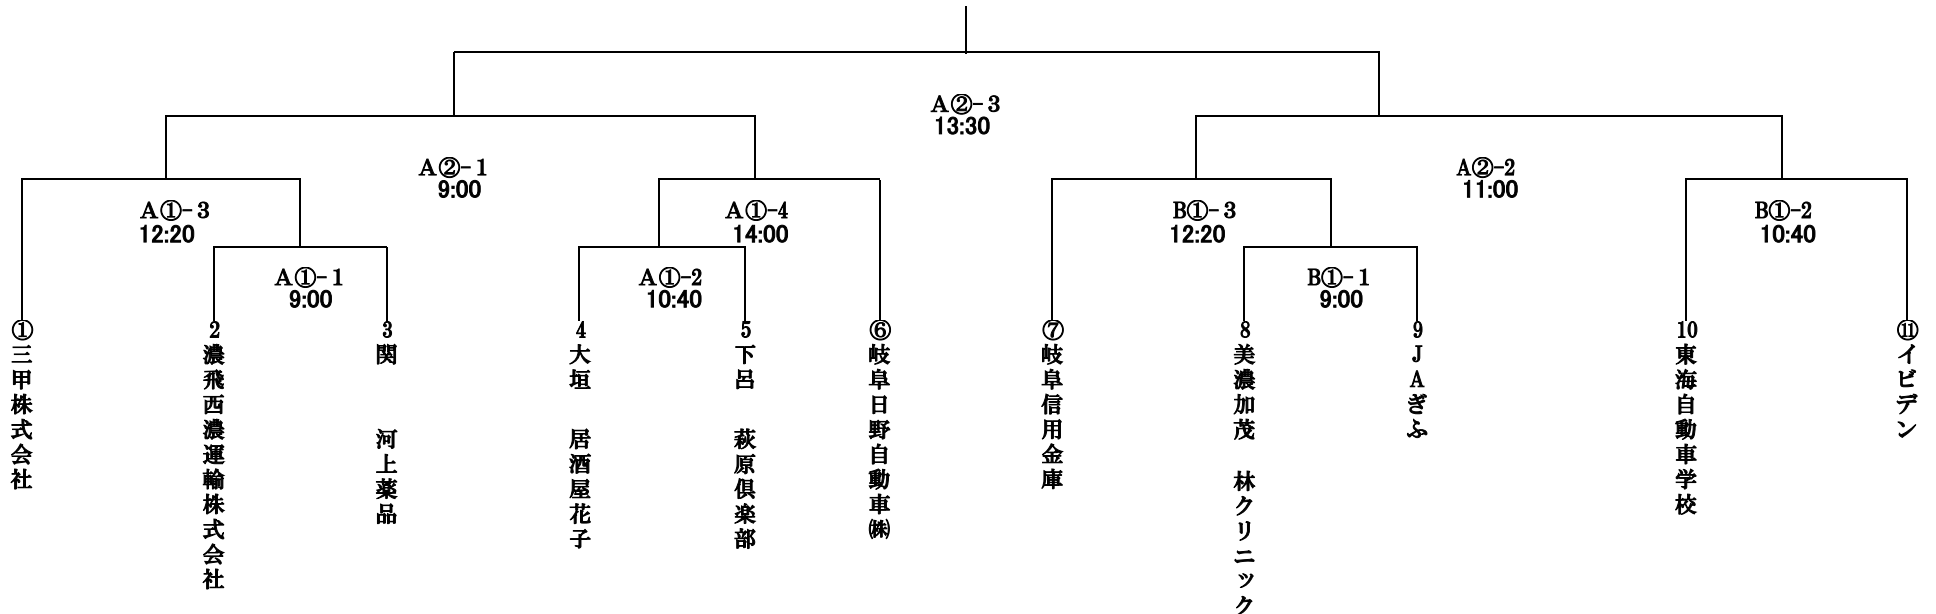 A②-3
13:30
A②-1
9:00
A②-2
11:00
A①-3
12:20
A①-4
14:00
B①-3
12:20
B①-2
10:40
A①-1
9:00
A①-2
10:40
B①-1
9:00
①三甲株式会社
2濃飛西濃運輸株式会社
3関　河上薬品
4大垣　居酒屋花子
5下呂　萩原倶楽部
⑥岐阜日野自動車㈱
⑦岐阜信用金庫
8美濃加茂　林クリニック
9JAぎふ
10東海自動車学校
⑪イビデン